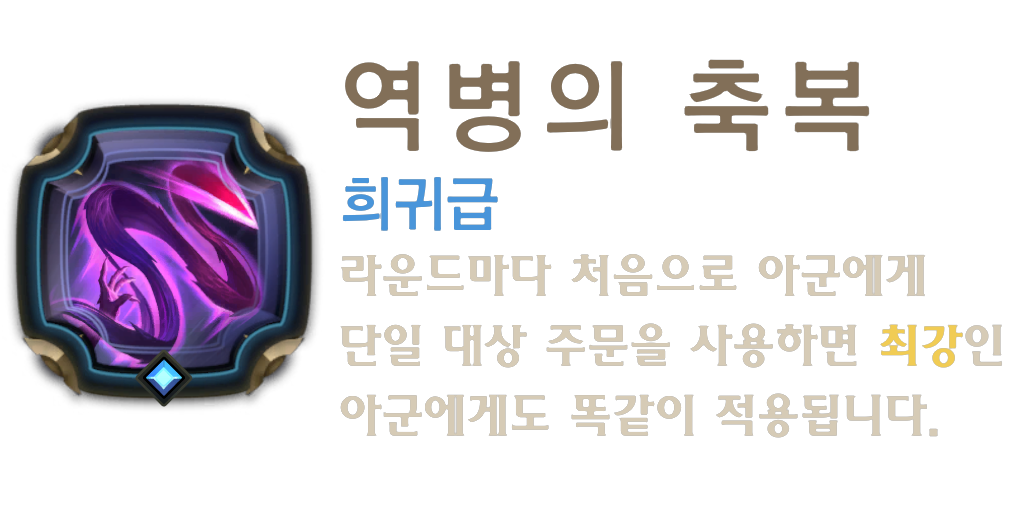 역병의 축복
희귀급
라운드마다 처음으로 아군에게
단일 대상 주문을 사용하면 최강인
아군에게도 똑같이 적용됩니다.